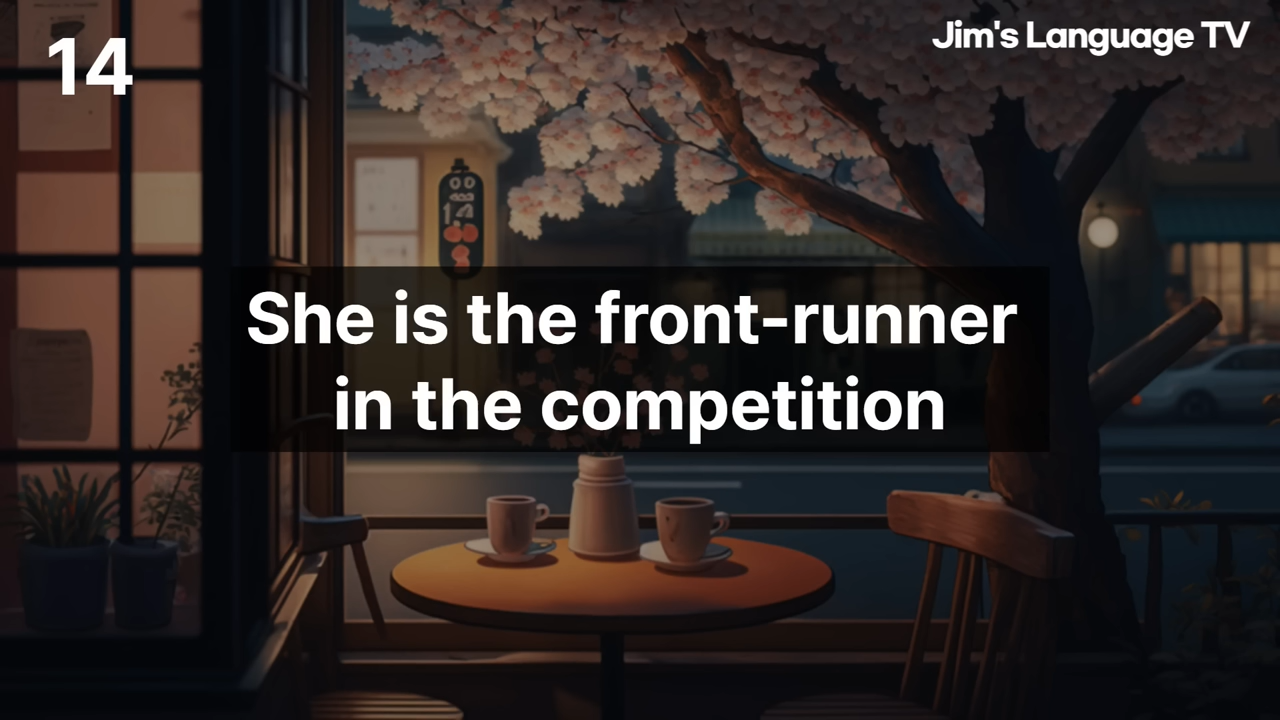 14
Jim's Language TV
She is the front-runner
in the competition